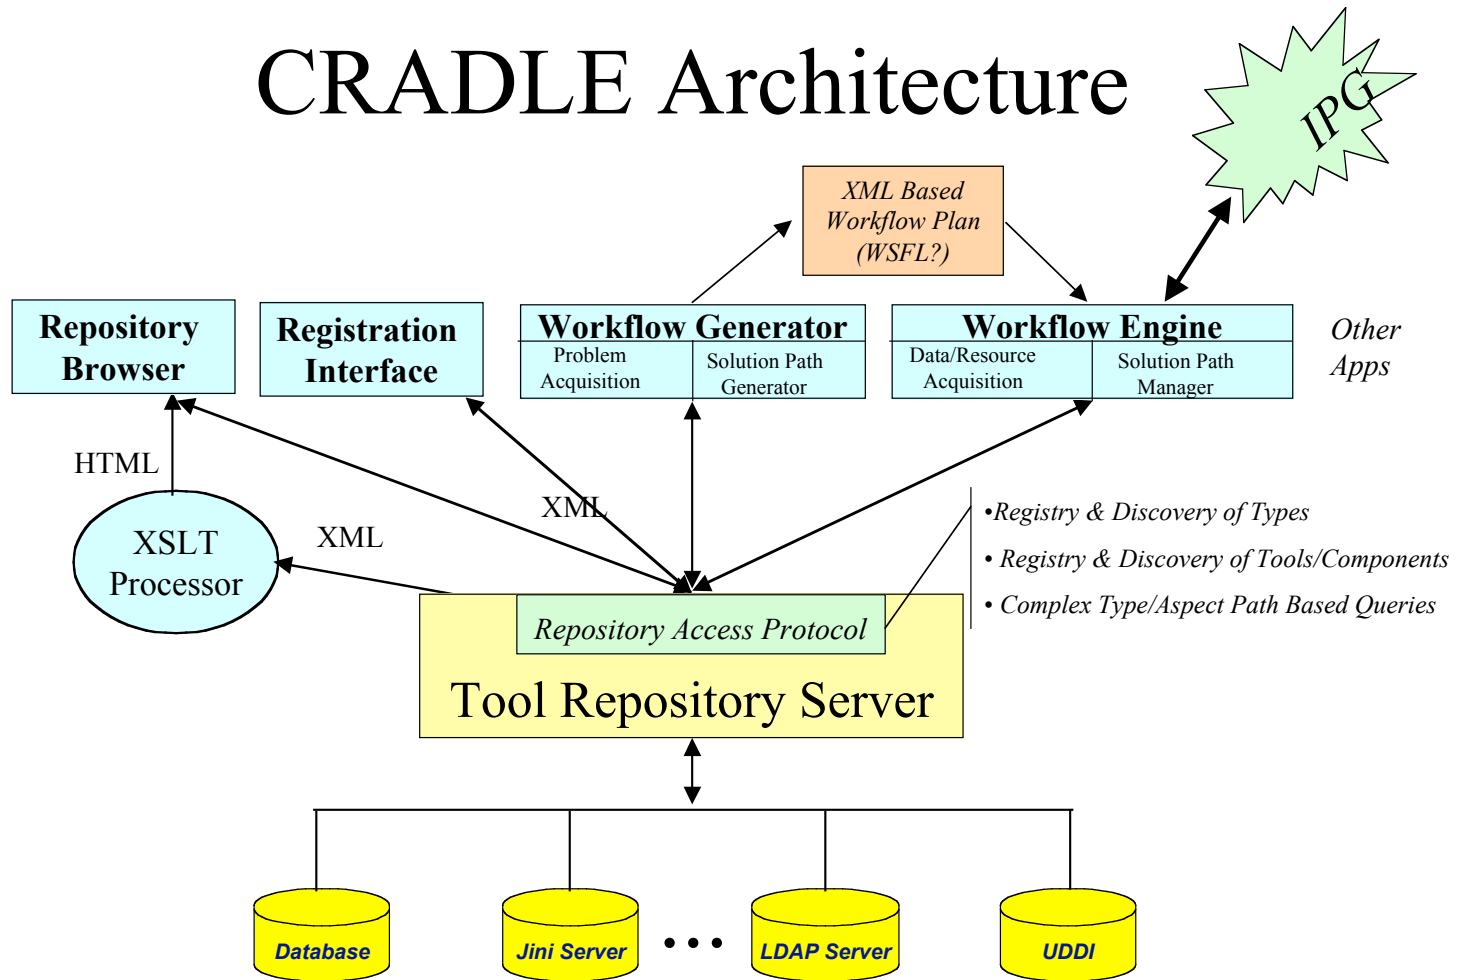 CRADLE Architecture
IPG
XML Based
Workflow Plan
(WSFL?)
Repository
Browser
Registration
Interface
Workflow Generator
Problem
Acquisition
Solution Path
Generator
Workflow Engine
Data/Resource
Acquisition
Solution Path
Manager
Other
Apps
HTML
XML
XML
XSLT
Processor
•Registry & Discovery of Types
• Registry & Discovery of Tools/Components
• Complex Type/Aspect Path Based Queries
Repository Access Protocol
Tool Repository Server
Database
Jini Server
• • •
LDAP Server
UDDI